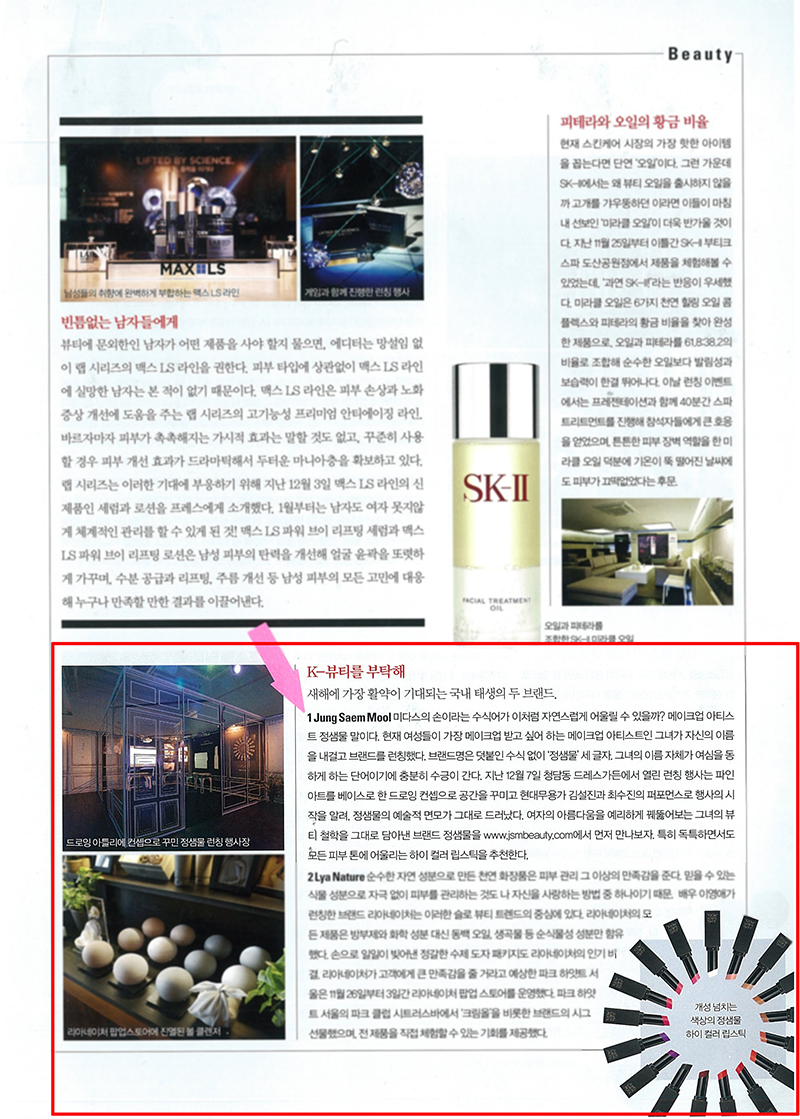 Beauty
LIFTED BY SCIENCE.
MAX LS
남성들의 취향에 완벽하게 부합하는 맥스 LS 라인
게임과 함께 진행한 런칭 행사
빈틈없는 남자들에게
뷰티에 문외한인 남자가 어떤 제품을 사야 할지 물으면, 에디터는 망설임 없
이 랩 시리즈의 맥스 LS 라인을 권한다. 피부 타입에 상관없이 맥스 LS 라인
에 실망한 남자는 본 적이 없기 때문이다. 맥스 LS 라인은 피부 손상과 노화
증상 개선에 도움을 주는 랩 시리즈의 고기능성 프리미엄 안티에이징 라인.
바르자마자 피부가 촉촉해지는 가시적 효과는 말할 것도 없고, 꾸준히 사용
할 경우 피부 개선 효과가 드라마틱해서 두터운 마니아층을 확보하고 있다.
랩 시리즈는 이러한 기대에 부응하기 위해 지난 12월 3일 맥스 LS 라인의 신
제품인 세럼과 로션을 프레스에게 소개했다. 1월부터는 남자도 여자 못지않
게 체계적인 관리를 할 수 있게 된 것! 맥스 LS 파워 브이 리프팅 세럼과 맥스
LS 파워 브이 리프팅 로션은 남성 피부의 탄력을 개선해 얼굴 윤곽을 또렷하
게 가꾸며, 수분 공급과 리프팅, 주름 개선 등 남성 피부의 모든 고민에 대응
해 누구나 만족할 만한 결과를 이끌어낸다.
피테라와 오일의 황금 비율
현재 스킨케어 시장의 가장 핫한 아이템
을 꼽는다면 단연 '오일'이다. 그런 가운데
SK-II에서는 왜 뷰티 오일을 출시하지 않을
까 고개를 갸우뚱하던 이라면 이들이 마침
내 선보인 '미라클 오일'이 더욱 반가울 것이
다. 지난 11월 25일부터 이틀간 SK-II 부티크
스파 도산공원점에서 제품을 체험해볼 수
있었는데, '과연 SK-II!'라는 반응이 우세했
다. 미라클 오일은 6가지 천연 힐링 오일 콤
플렉스와 피테라의 황금 비율을 찾아 완성
한 제품으로, 오일과 피테라를 61.8:38.2의
비율로 조합해 순수한 오일보다 발림성과
보습력이 한결 뛰어나다. 이날 런칭 이벤트
에서는 프레젠테이션과 함께 40분간 스파
트리트먼트를 진행해 참석자들에게 큰 호응
을 얻었으며, 튼튼한 피부 장벽 역할을 한 미
라클 오일 덕분에 기온이 뚝 떨어진 날씨에
도 피부가 끄떡없었다는 후문.
SK-II
FACIAL TREATMENT
OIL
오일과 피테라를
조합한 SK-II 미라클 오일
K-뷰티를 부탁해
새해에 가장 활약이 기대되는 국내 태생의 두 브랜드.
1 Jung Saem Mool 미다스의 손이라는 수식어가 이처럼 자연스럽게 어울릴 수 있을까? 메이크업 아티스
트 정샘물 말이다. 현재 여성들이 가장 메이크업 받고 싶어 하는 메이크업 아티스트인 그녀가 자신의 이름
을 내걸고 브랜드를 런칭했다. 브랜드명은 덧붙인 수식 없이 '정샘물' 세 글자. 그녀의 이름 자체가 여심을 동
하게 하는 단어이기에 충분히 수긍이 간다. 지난 12월 7일 청담동 드레스가든에서 열린 런칭 행사는 파인
아트를 베이스로 한 드로잉 컨셉으로 공간을 꾸미고 현대무용가 김설진과 최수진의 퍼포먼스로 행사의 시
작을 알려, 정샘물의 예술적 면모가 그대로 드러났다. 여자의 아름다움을 예리하게 꿰뚫어보는 그녀의 뷰
티 철학을 그대로 담아낸 브랜드 정샘물을 www.jsmbeauty.com에서 먼저 만나보자. 특히 독특하면서도
모든 피부 톤에 어울리는 하이 컬러 립스틱을 추천한다.
2 Lya Nature 순수한 자연 성분으로 만든 천연 화장품은 피부 관리 그 이상의 만족감을 준다. 믿을 수 있는
식물 성분으로 자극 없이 피부를 관리하는 것도 나 자신을 사랑하는 방법 중 하나이기 때문. 배우 이영애가
런칭한 브랜드 리아네이처는 이러한 슬로 뷰티 트렌드의 중심에 있다. 리아네이처의 모
든 제품은 방부제와 화학 성분 대신 동백 오일, 생곡물 등 순식물성 성분만 함유
했다. 손으로 일일이 빚어낸 정갈한 수제 도자 패키지도 리아네이처의 인기 비
결. 리아네이처가 고객에게 큰 만족감을 줄 거라고 예상한 파크 하얏트 서
울은 11월 26일부터 3일간 리아네이처 팝업 스토어를 운영했다. 파크 하얏
트 서울의 파크 클럽 시트러스바에서 '크림올'을 비롯한 브랜드의 시그
선물했으며, 전 제품을 직접 체험할 수 있는 기회를 제공했다.
드로잉 아틀리에 컨셉으로 꾸민 정샘물 런칭 행사장
리아네이처 팝업스토어에 진열된 볼 클렌저
개성 넘치는
색상의 정샘물
하이 컬러 립스틱